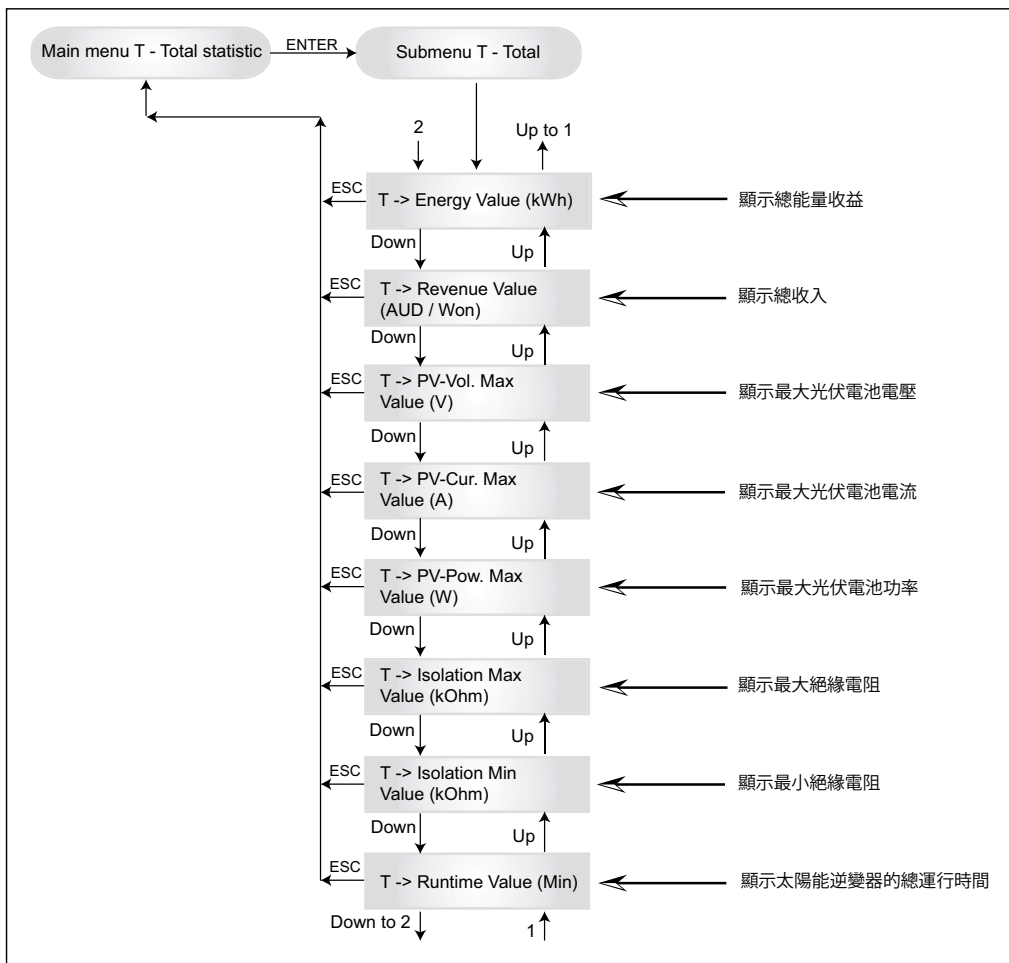 Main menu T - Total statistic
ENTER
Submenu T - Total
2
Up to 1
ESC
T -> Energy Value (kWh)
顯示總能量收益
Down
Up
ESC
T -> Revenue Value
(AUD / Won)
顯示總收入
Down
Up
ESC
T -> PV-Vol. Max
Value (V)
顯示最大光伏電池電壓
Down
Up
ESC
T -> PV-Cur. Max
Value (A)
顯示最大光伏電池電流
Down
Up
ESC
T -> PV-Pow. Max
Value (W)
顯示最大光伏電池功率
Down
Up
ESC
T -> Isolation Max
Value (kOhm)
顯示最大絕緣電阻
Down
Up
ESC
T -> Isolation Min
Value (kOhm)
顯示最小絕緣電阻
Down
Up
ESC
T -> Runtime Value (Min)
顯示太陽能逆變器的總運行時間
Down to 2
1